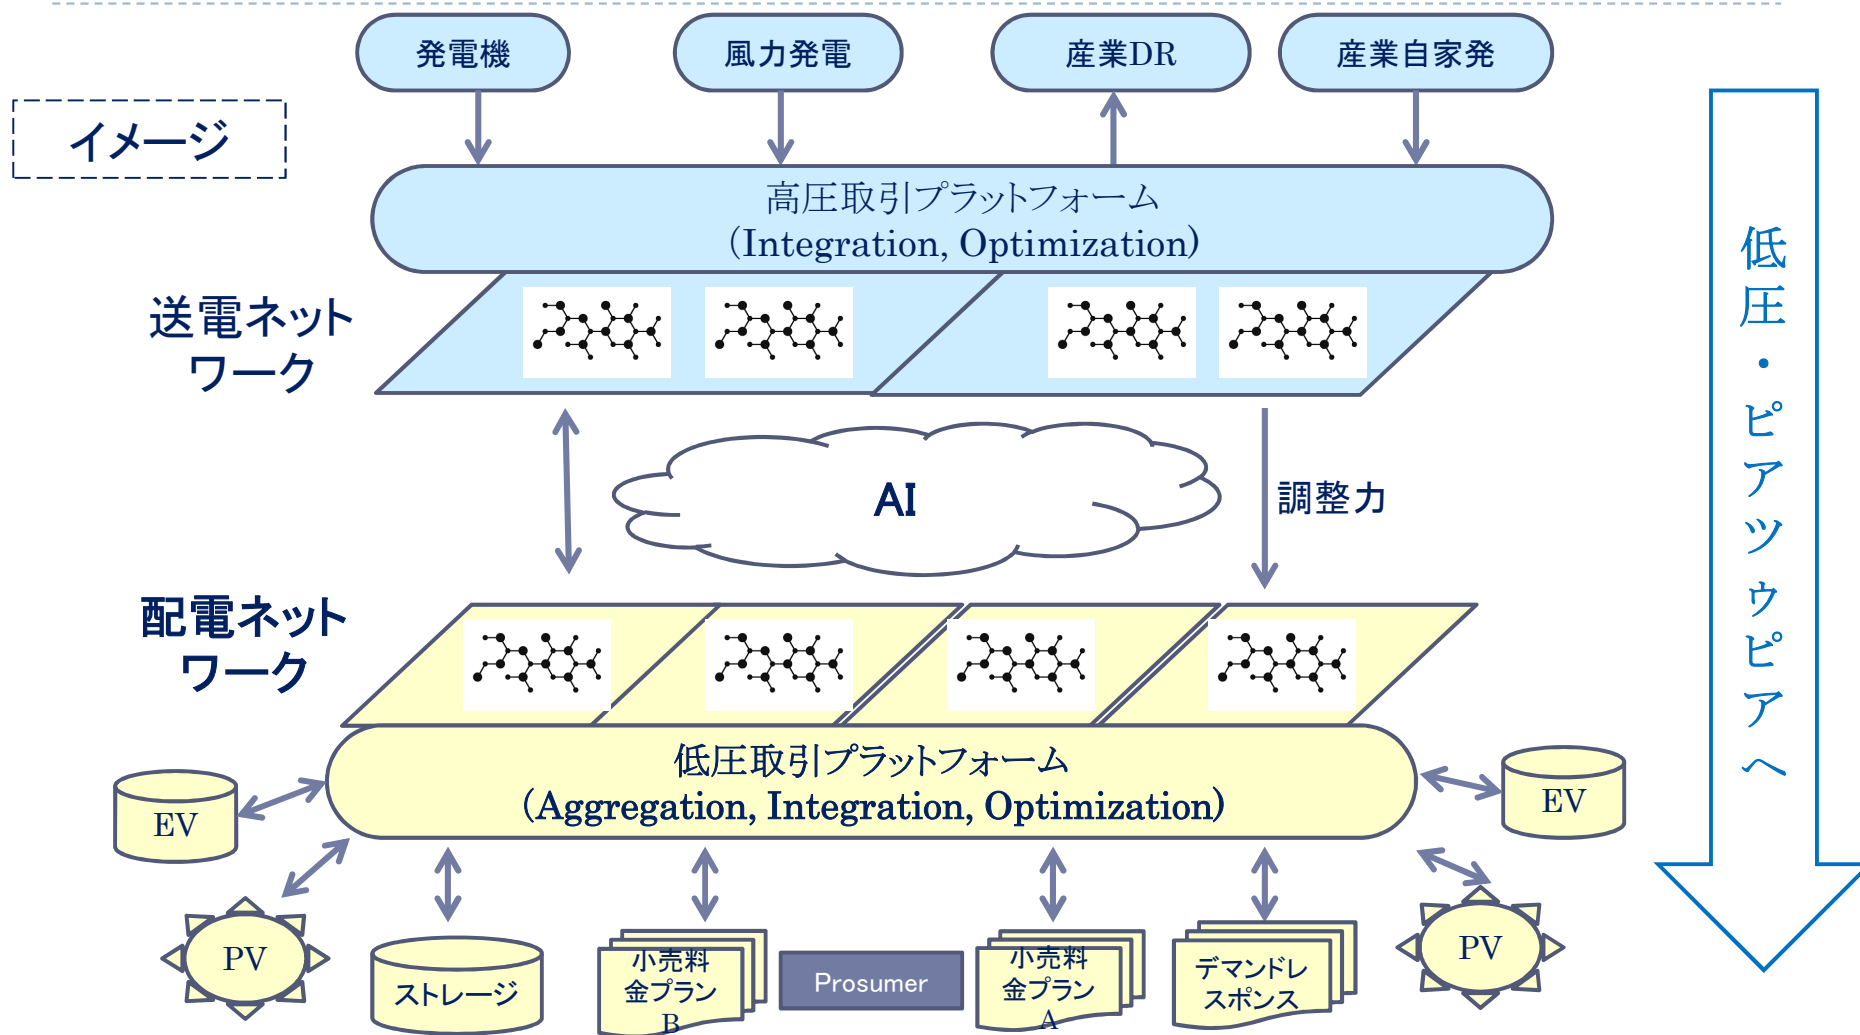 発電機
風力発電
産業DR
産業自家発
イメージ
高圧取引プラットフォーム
(Integration, Optimization)
送電ネット
ワーク
AI
調整力
配電ネット
ワーク
低圧取引プラットフォーム
(Aggregation, Integration, Optimization)
EV
EV
PV
PV
ストレージ
小売料
金プラン
B
Prosumer
小売料
金プラン
A
デマンドレ
スポンス
低圧・ピアツゥピアへ